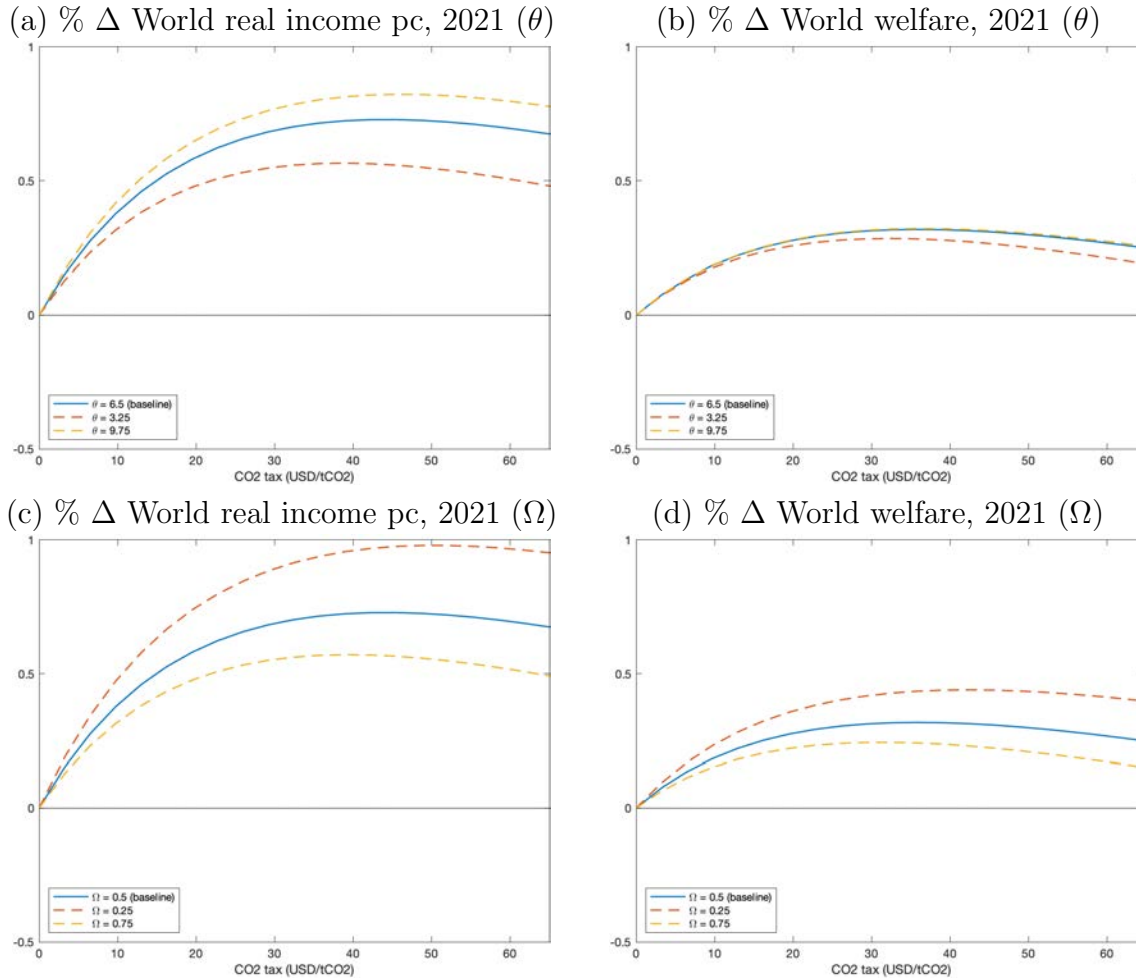 (a) % Δ World real income pc, 2021 (θ)
1
0.5
0
-0.5
θ = 6.5 (baseline)
θ = 3.25
θ = 9.75
0 10 20 30 40 50 60
CO2 tax (USD/tCO2)
(b) % Δ World welfare, 2021 (θ)
1
0.5
0
-0.5
θ = 6.5 (baseline)
θ = 3.25
θ = 9.75
0 10 20 30 40 50 60
CO2 tax (USD/tCO2)
(c) % Δ World real income pc, 2021 (Ω)
1
0.5
0
-0.5
Ω = 0.5 (baseline)
Ω = 0.25
Ω = 0.75
0 10 20 30 40 50 60
CO2 tax (USD/tCO2)
(d) % Δ World welfare, 2021 (Ω)
1
0.5
0
-0.5
Ω = 0.5 (baseline)
Ω = 0.25
Ω = 0.75
0 10 20 30 40 50 60
CO2 tax (USD/tCO2)